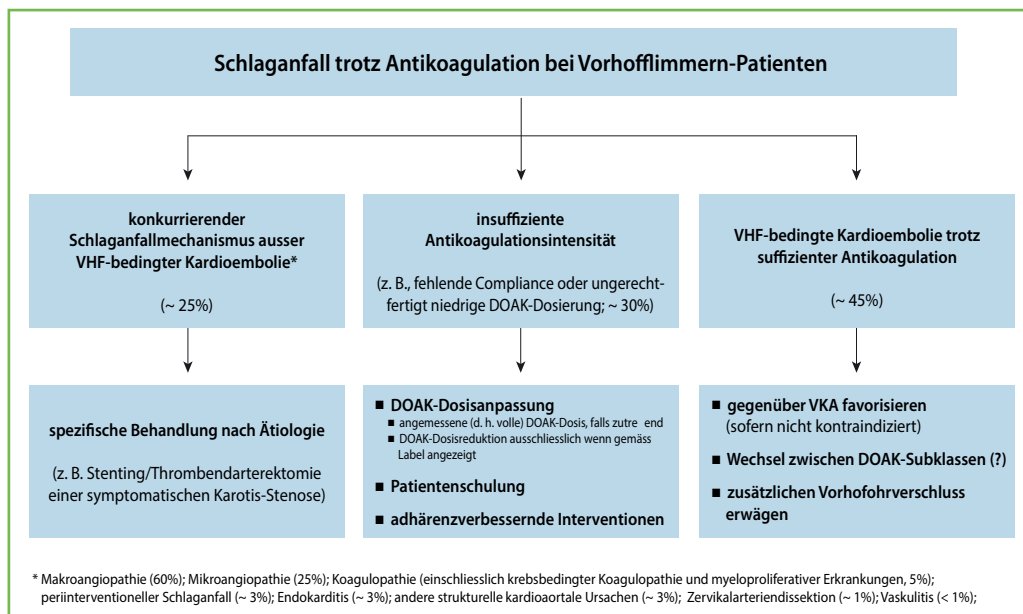 Schlaganfall trotz Antikoagulation bei Vorhofflimmern-Patienten
konkurrierender
Schlaganfallmechanismus ausser
VHF-bedingter Kardioembolie*
(~ 25%)
insuffiziente
Antikoagulationsintensität
(z. B., fehlende Compliance oder ungerecht-
fertigt niedrige DOAK-Dosierung; ~ 30%)
VHF-bedingte Kardioembolie trotz
suffizienter Antikoagulation
(~ 45%)
spezifische Behandlung nach Ätiologie
(z. B. Stenting/Thrombendarterektomie
einer symptomatischen Karotis-Stenose)
■ DOAK-Dosisanpassung
■ angemessene (d. h. volle) DOAK-Dosis, falls zutre end
■ DOAK-Dosisreduktion ausschliesslich wenn gemäss
Label angezeigt
■ Patientenschulung
■ adhärenzverbessernde Interventionen
■ gegenüber VKA favorisieren
(sofern nicht kontraindiziert)
■ Wechsel zwischen DOAK-Subklassen (?)
■ zusätzlichen Vorhofohrverschluss
erwägen
* Makroangiopathie (60%); Mikroangiopathie (25%); Koagulopathie (einschliesslich krebsbedingter Koagulopathie und myeloproliferativer Erkrankungen, 5%);
periinterventioneller Schlaganfall (~ 3%); Endokarditis (~ 3%); andere strukturelle kardioaortale Ursachen (~ 3%); Zervikalarteriendissektion (~ 1%); Vaskulitis (< 1%);